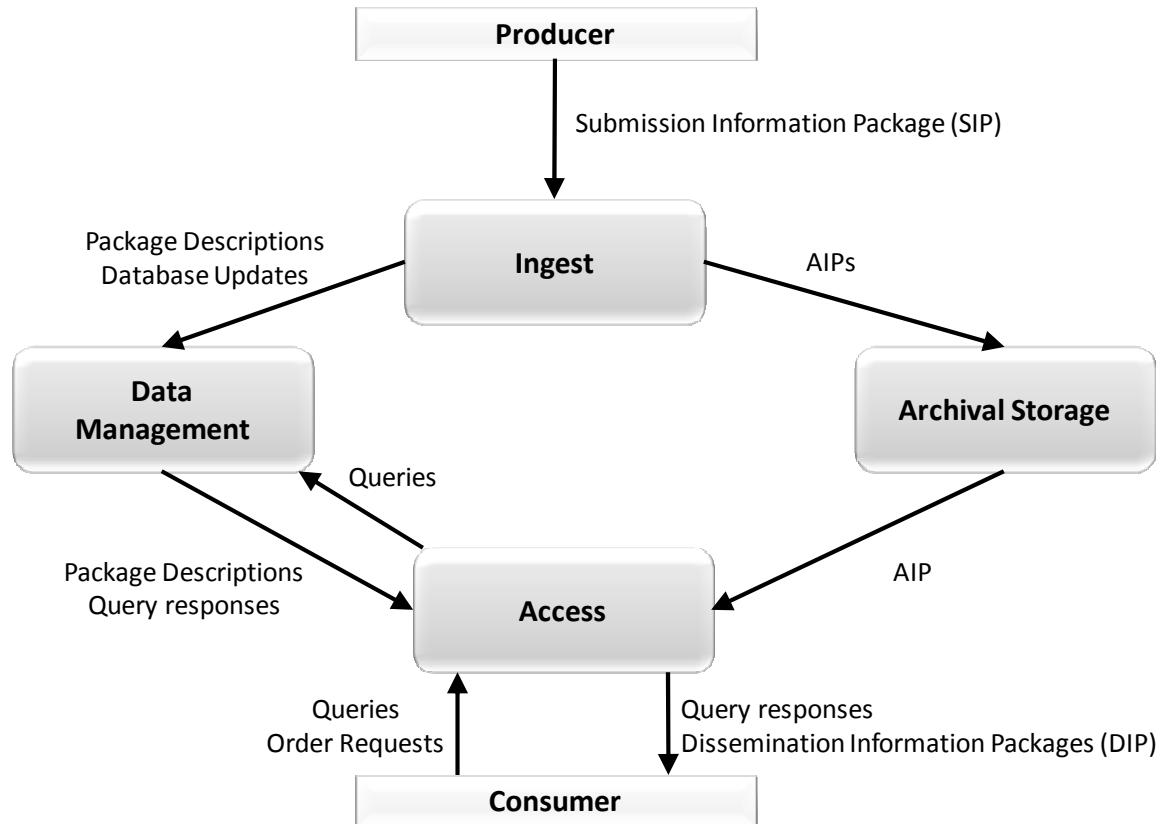 Producer
Submission Information Package (SIP)
Package Descriptions
Database Updates
Ingest
AIPs
Data
Management
Archival Storage
Queries
Package Descriptions
Query responses
AIP
Access
Queries
Order Requests
Query responses
Dissemination Information Packages (DIP)
Consumer